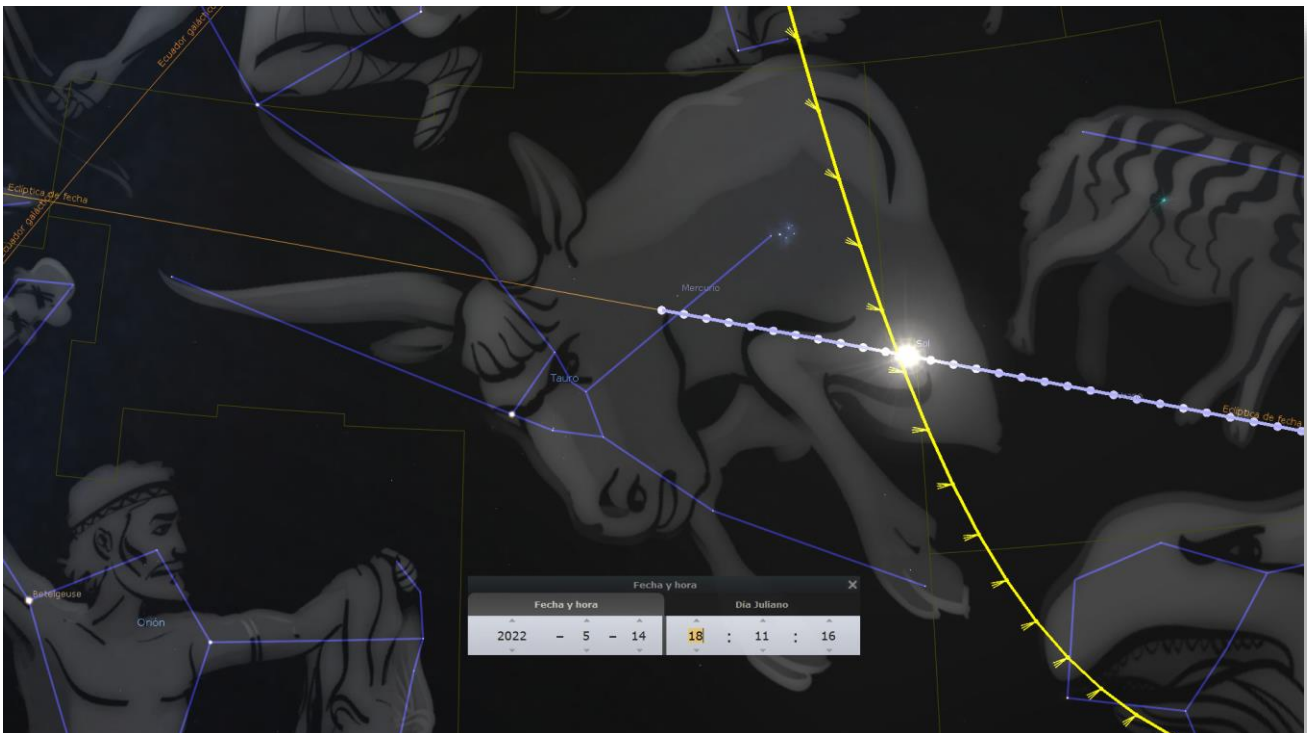 Ecuador galáctico
Eclíptica de fecha
Ecuador galáctico
Mercurio
Sol
Tauro
Eclíptica de fecha
Betelgeuse
Orión
Fecha y hora
Fecha y hora Día Juliano
2022 – 5 – 14 18 : 11 : 16